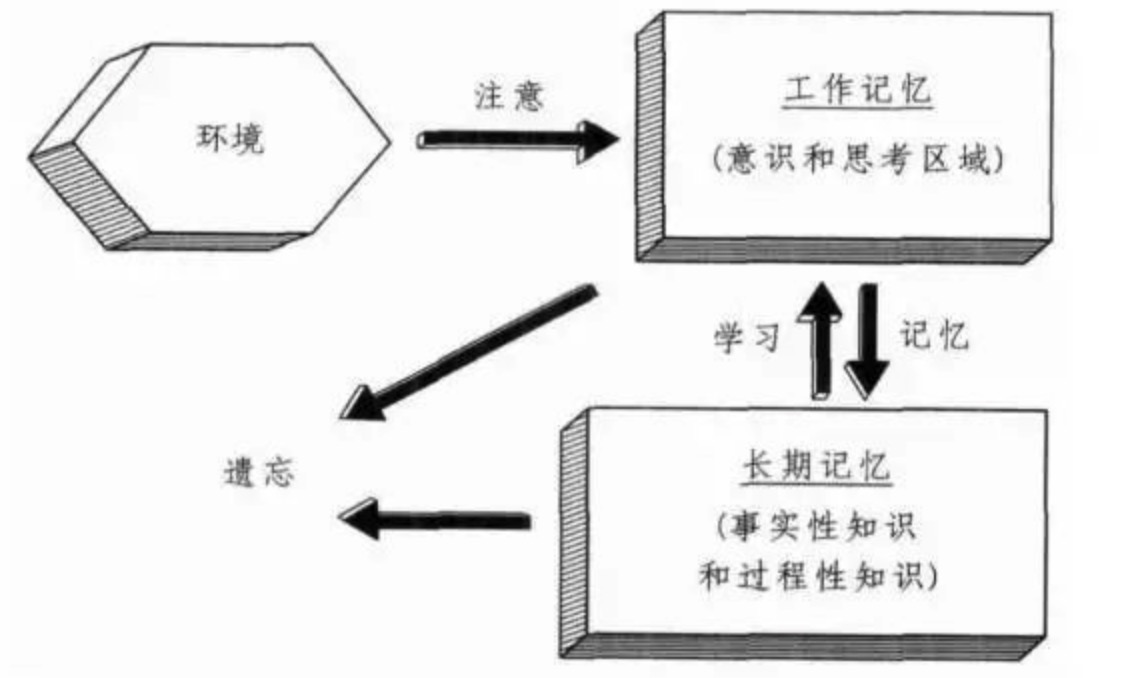 环境
注意
工作记忆
(意识和思考区域)
学习
记忆
遗忘
长期记忆
(事实性知识
和过程性知识)